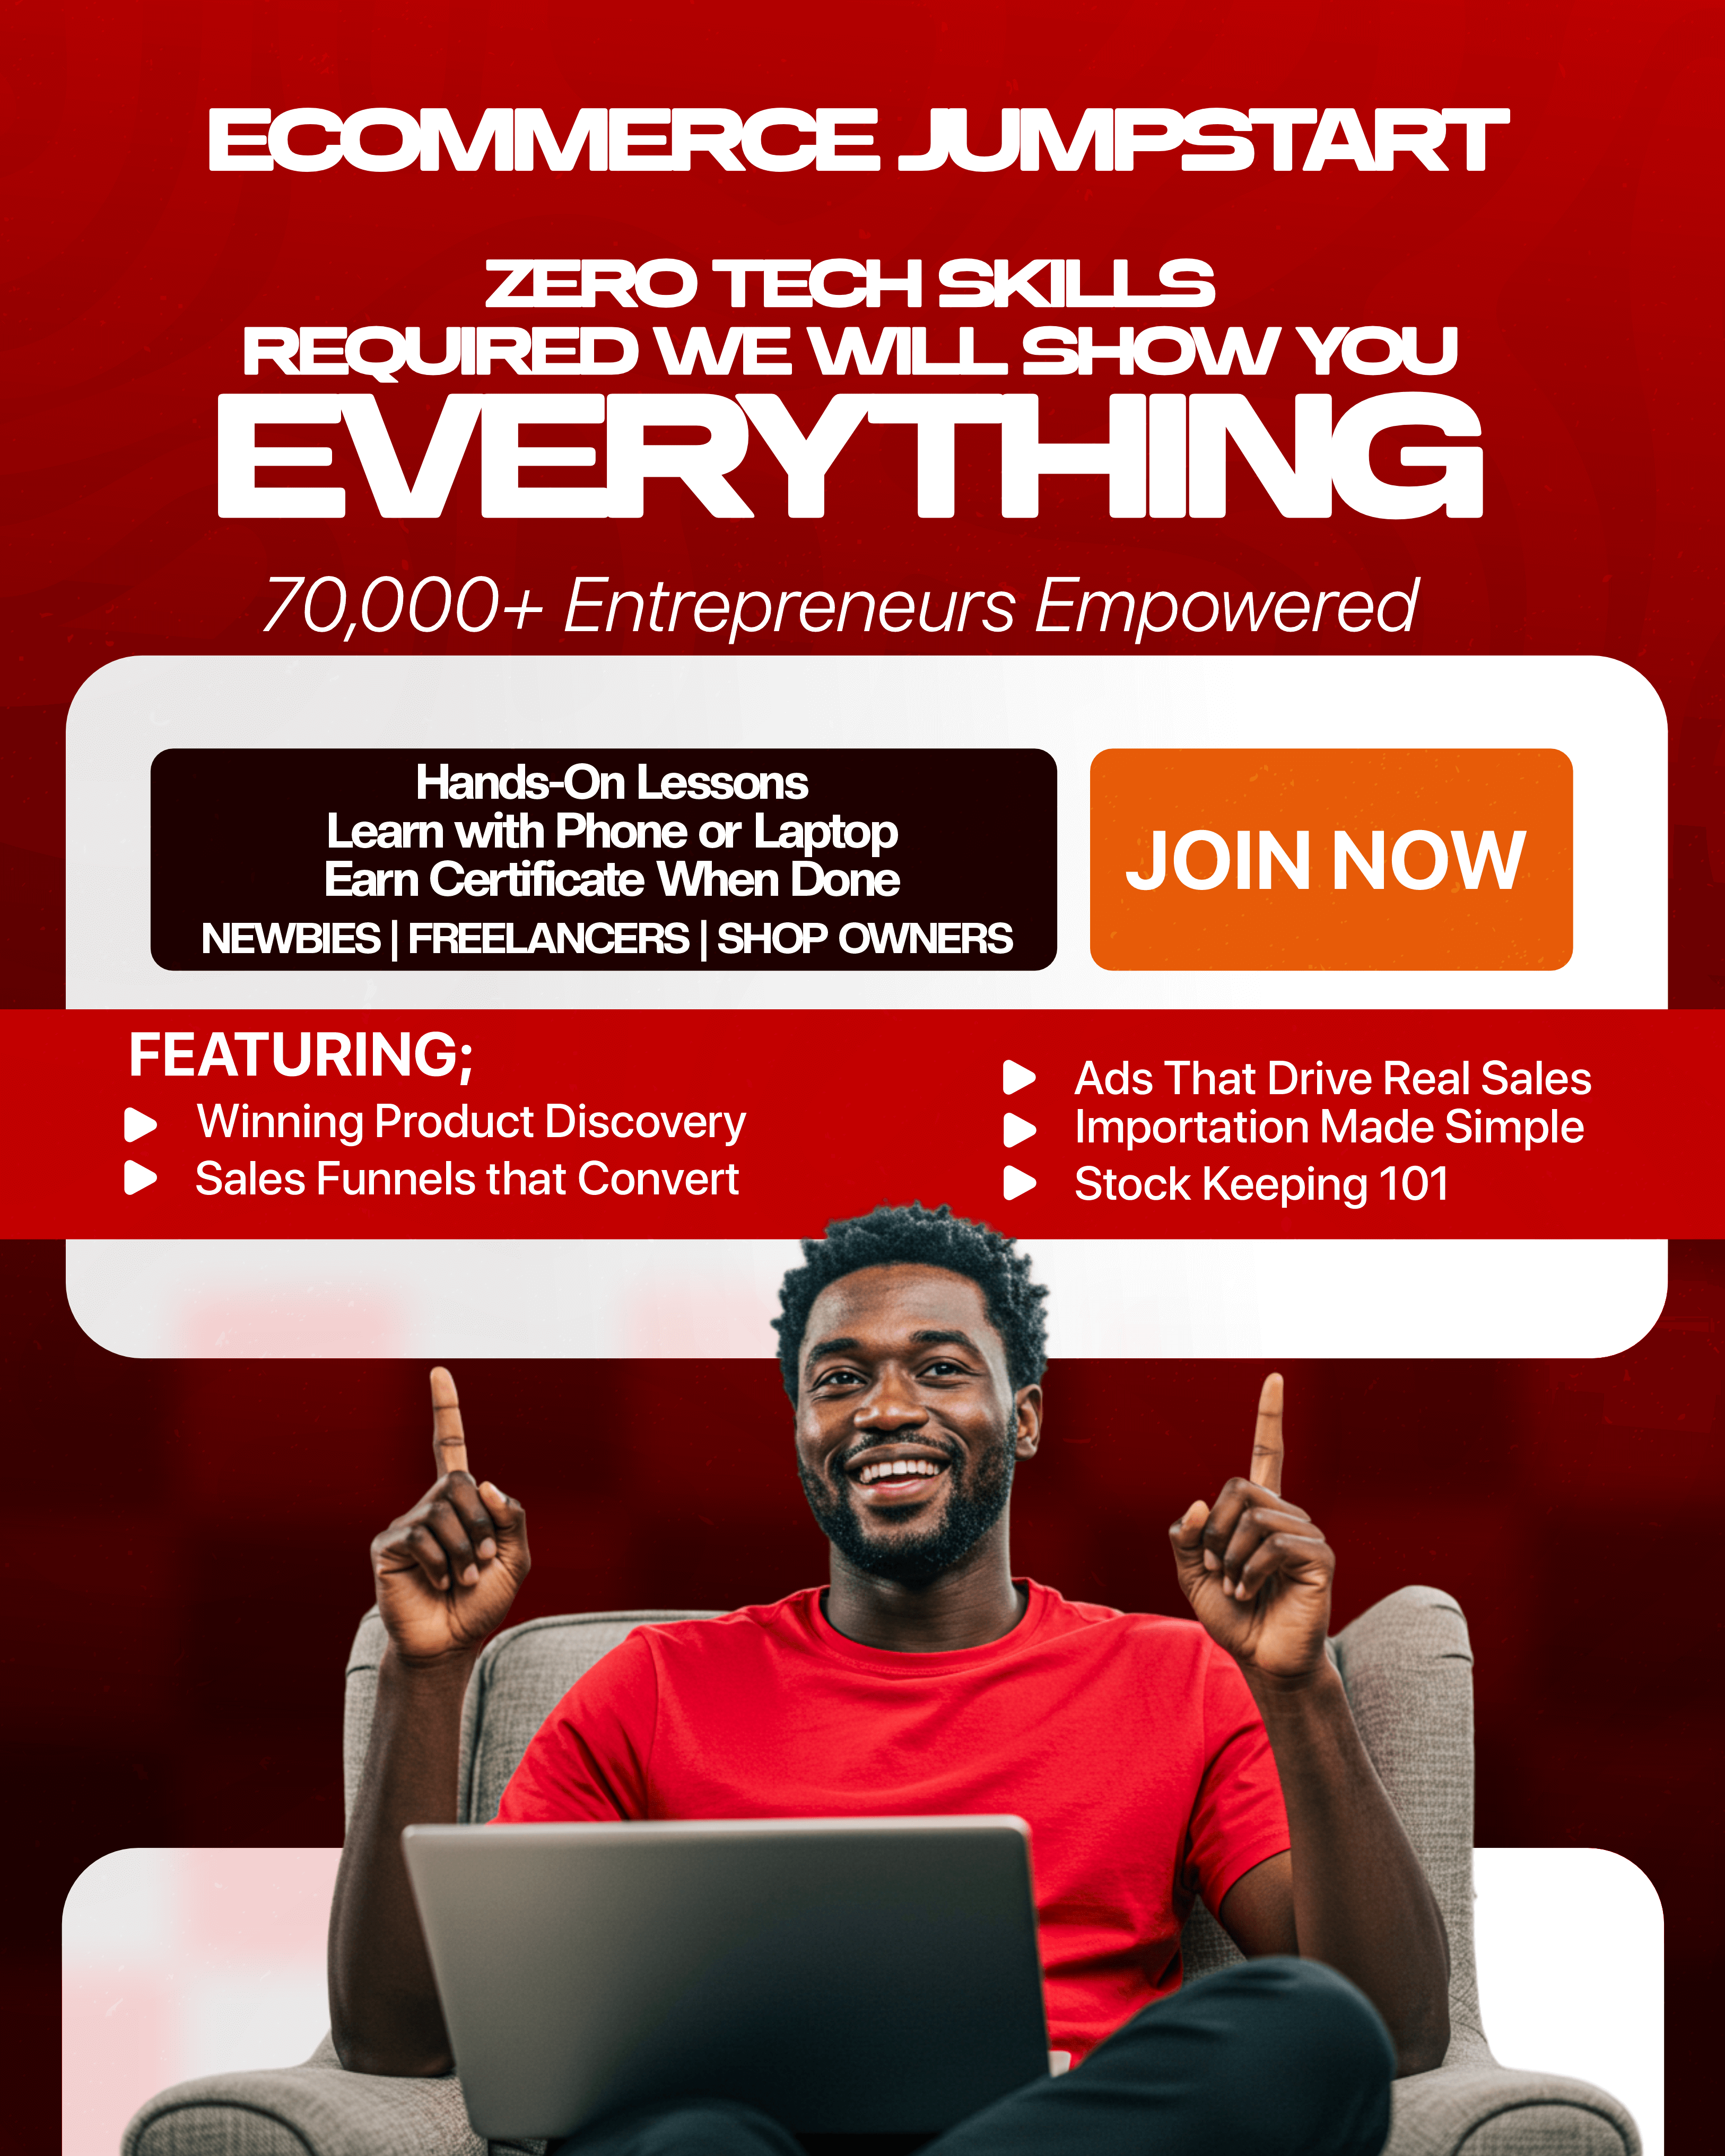 ECOMMERCE JUMPSTART
ZERO TECH SKILLS
REQUIRED WE WILL SHOW YOU
EVERYTHING
70,000+ Entrepreneurs Empowered
Hands-On Lessons
Learn with Phone or Laptop
Earn Certificate When Done
NEWBIES | FREELANCERS | SHOP OWNERS
JOIN NOW
FEATURING;
Winning Product Discovery
Sales Funnels that Convert
Ads That Drive Real Sales
Importation Made Simple
Stock Keeping 101